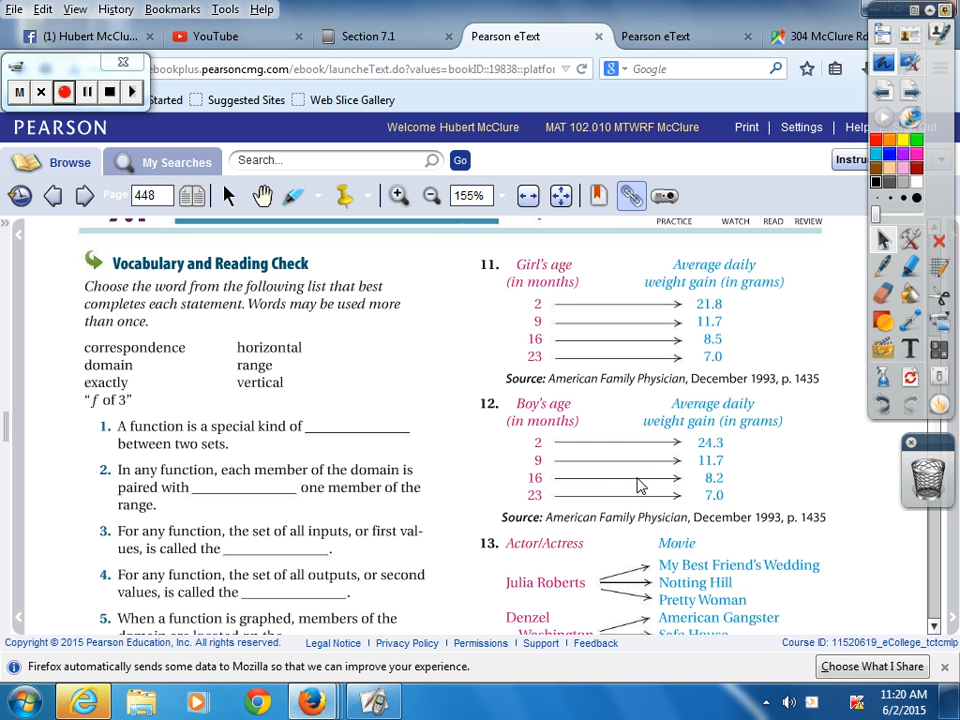 File Edit View History Bookmarks Tools Help
(1) Hubert McClu... × YouTube × Section 7.1 × Pearson eText × Pearson eText × 304 McClure Rd
ebookplus.pearsoncmg.com/ebook/launcheText.do?values=bookID::19838::platfor Google
M
Started Suggested Sites Web Slice Gallery
PEARSON Welcome Hubert McClure MAT 102.010 MTWRF McClure Print Settings Help
Browse My Searches Search... Go Instruc
Page 448 155%
PRACTICE WATCH READ REVIEW
Vocabulary and Reading Check
Choose the word from the following list that best
completes each statement. Words may be used more
than once.
correspondence horizontal
domain range
exactly vertical
“f of 3”
1. A function is a special kind of ____________
between two sets.
2. In any function, each member of the domain is
paired with ____________ one member of the
range.
3. For any function, the set of all inputs, or first val-
ues, is called the ____________.
4. For any function, the set of all outputs, or second
values, is called the ____________.
5. When a function is graphed, members of the
11. Girl’s age Average daily
(in months) weight gain (in grams)
2 21.8
9 11.7
16 8.5
23 7.0
Source: American Family Physician, December 1993, p. 1435
12. Boy’s age Average daily
(in months) weight gain (in grams)
2 24.3
9 11.7
16 8.2
23 7.0
Source: American Family Physician, December 1993, p. 1435
13. Actor/Actress Movie
My Best Friend’s Wedding
Julia Roberts Notting Hill
Pretty Woman
Denzel American Gangster
Washington Safe House
Copyright © 2015 Pearson Education, Inc. All rights reserved. Legal Notice | Privacy Policy | Permissions | Support | Feedback Course ID: 11520619_eCollege_tctcmlp
Firefox automatically sends some data to Mozilla so that we can improve your experience. Choose What I Share ×
11:20 AM
6/2/2015